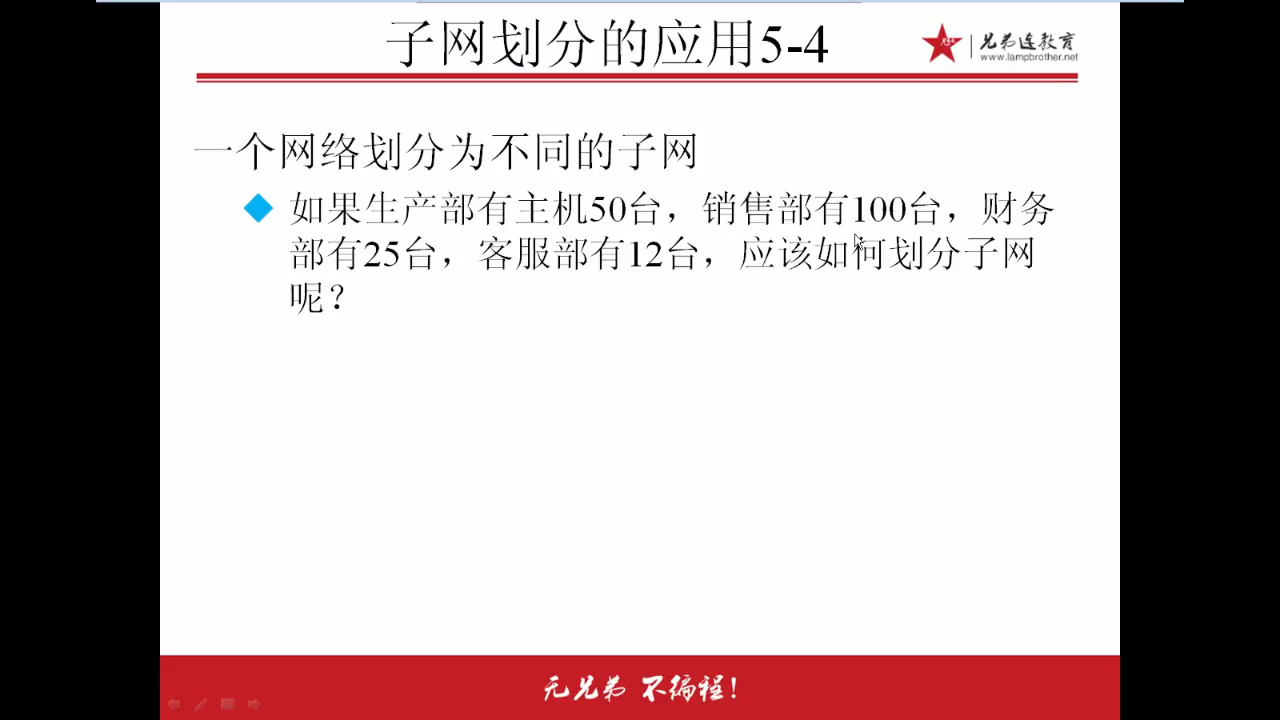 子网划分的应用5-4
兄弟连教育
www.lampbrother.net
一个网络划分为不同的子网
如果生产部有主机50台，销售部有100台，财务
部有25台，客服部有12台，应该如何划分子网
呢？
无兄弟 不编程！